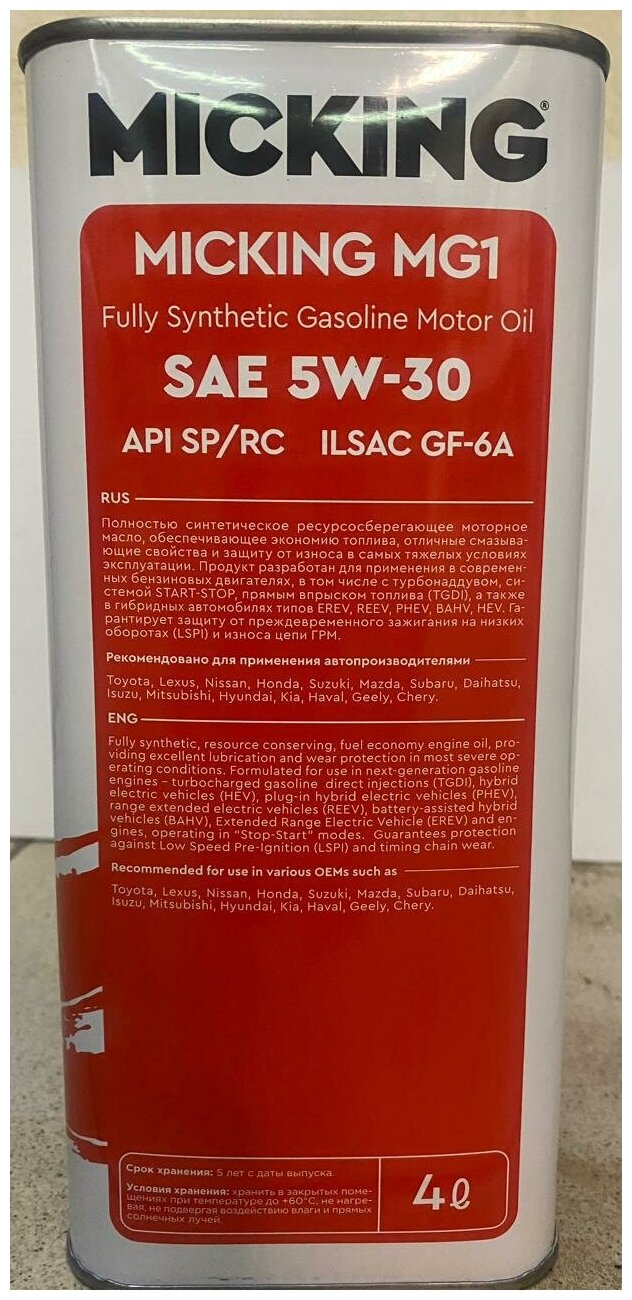 MICKING®
MICKING MG1
Fully Synthetic Gasoline Motor Oil
SAE 5W-30
API SP/RC ILSAC GF-6A
RUS
Полностью синтетическое ресурсосберегающее моторное
масло, обеспечивающее экономию топлива, отличные смазыва-
ющие свойства и защиту от износа в самых тяжелых условиях
эксплуатации. Продукт разработан для применения в современ-
ных бензиновых двигателях, в том числе с турбонаддувом, си-
стемой START-STOP, прямым впрыском топлива (TGDI), а также
в гибридных автомобилях типов EREV, REEV, PHEV, BAHV, HEV. Га-
рантирует защиту от преждевременного зажигания на низких
оборотах (LSPI) и износа цепи ГРМ.
Рекомендовано для применения автопроизводителями
Toyota, Lexus, Nissan, Honda, Suzuki, Mazda, Subaru, Daihatsu,
Isuzu, Mitsubishi, Hyundai, Kia, Haval, Geely, Chery.
ENG
Fully synthetic, resource conserving, fuel economy engine oil, pro-
viding excellent lubrication and wear protection in most severe op-
erating conditions. Formulated for use in next-generation gasoline
engines – turbocharged gasoline direct injections (TGDI), hybrid
electric vehicles (HEV), plug-in hybrid electric vehicles (PHEV),
range extended electric vehicles (REEV), battery-assisted hybrid
vehicles (BAHV), Extended Range Electric Vehicle (EREV) and en-
gines, operating in “Stop-Start” modes. Guarantees protection
against Low Speed Pre-Ignition (LSPI) and timing chain wear.
Recommended for use in various OEMs such as
Toyota, Lexus, Nissan, Honda, Suzuki, Mazda, Subaru, Daihatsu,
Isuzu, Mitsubishi, Hyundai, Kia, Haval, Geely, Chery.
Срок хранения: 5 лет с даты выпуска.
Условия хранения: хранить в закрытых поме-
щениях при температуре до +60°С, не нагре-
вая, не подвергая воздействию влаги и прямых
солнечных лучей.
4ℓ